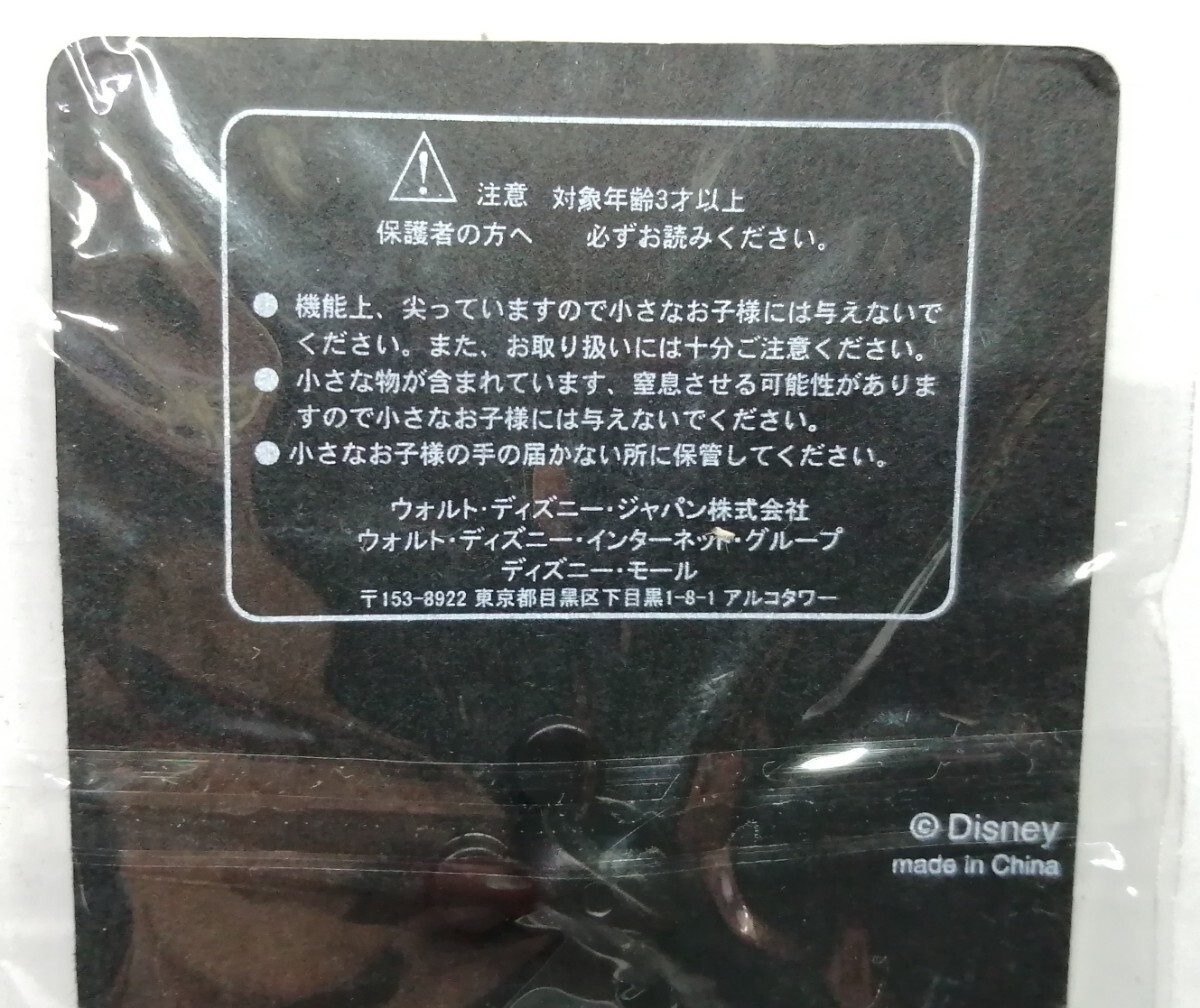 注意 対象年齢3才以上
保護者の方へ 必ずお読みください。
● 機能上、尖っていますので小さなお子様には与えないで
ください。また、お取り扱いには十分ご注意ください。
● 小さな物が含まれています、窒息させる可能性がありま
すので小さなお子様には与えないでください。
● 小さなお子様の手の届かない所に保管してください。
ウォルト・ディズニー・ジャパン株式会社
ウォルト・ディズニー・インターネット・グループ
ディズニー・モール
〒153-8922 東京都目黒区下目黒1-8-1 アルコタワー
© Disney
made in China